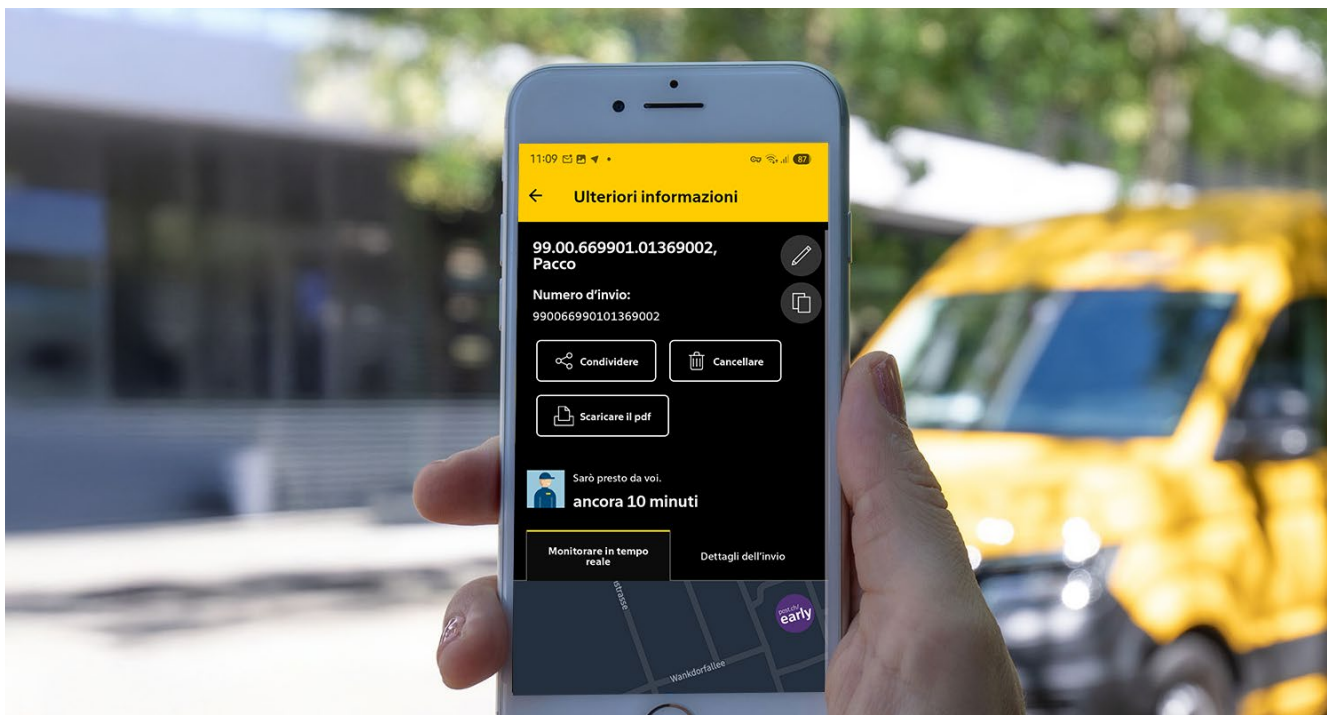 11:09
87
Ulteriori informazioni
99.00.669901.01369002,
Pacco
Numero d'invio:
990066990101369002
Condividere
Cancellare
Scaricare il pdf
Sarò presto da voi.
ancora 10 minuti
Monitorare in tempo
reale
Dettagli dell'invio
post.ch/
early
Wankdorfallee